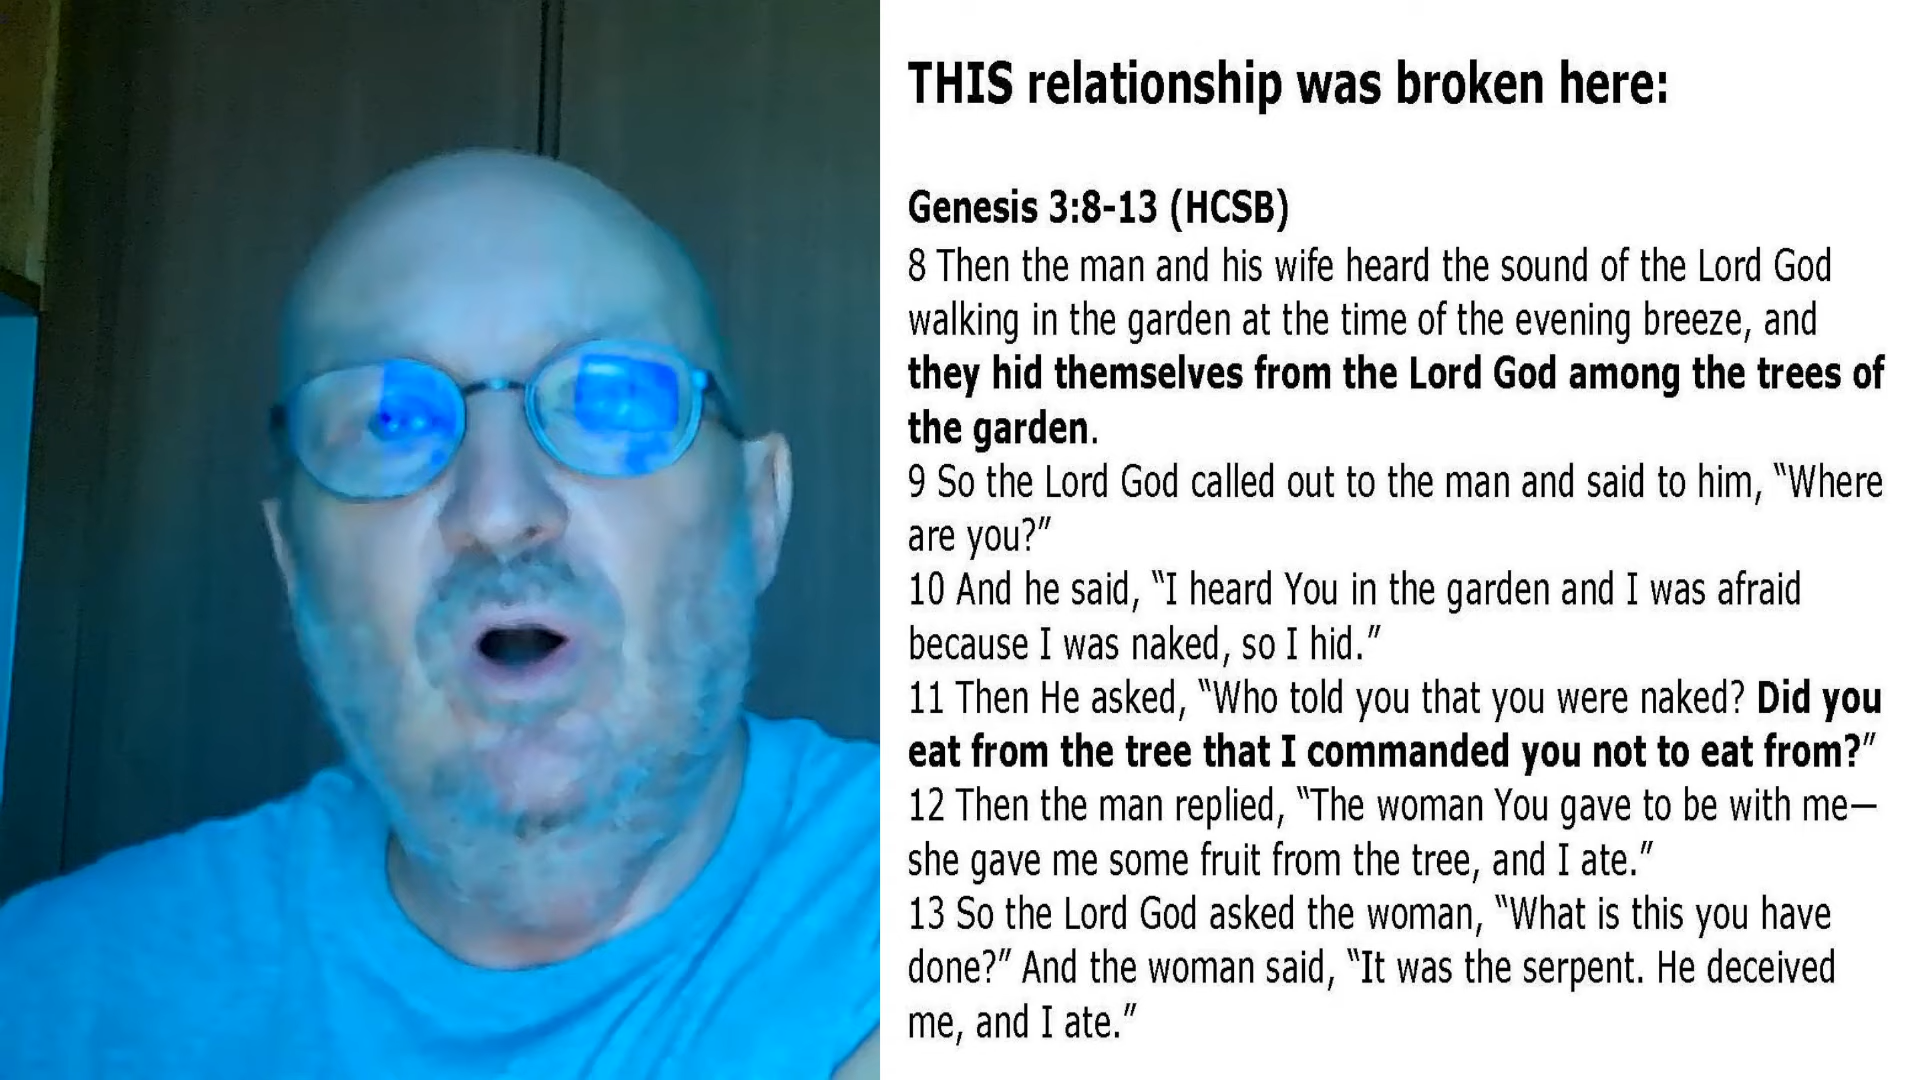 THIS relationship was broken here:
Genesis 3:8-13 (HCSB)
8 Then the man and his wife heard the sound of the Lord God
walking in the garden at the time of the evening breeze, and
they hid themselves from the Lord God among the trees of
the garden.
9 So the Lord God called out to the man and said to him, “Where
are you?”
10 And he said, “I heard You in the garden and I was afraid
because I was naked, so I hid.”
11 Then He asked, “Who told you that you were naked? Did you
eat from the tree that I commanded you not to eat from?”
12 Then the man replied, “The woman You gave to be with me—
she gave me some fruit from the tree, and I ate.”
13 So the Lord God asked the woman, “What is this you have
done?” And the woman said, “It was the serpent. He deceived
me, and I ate.”